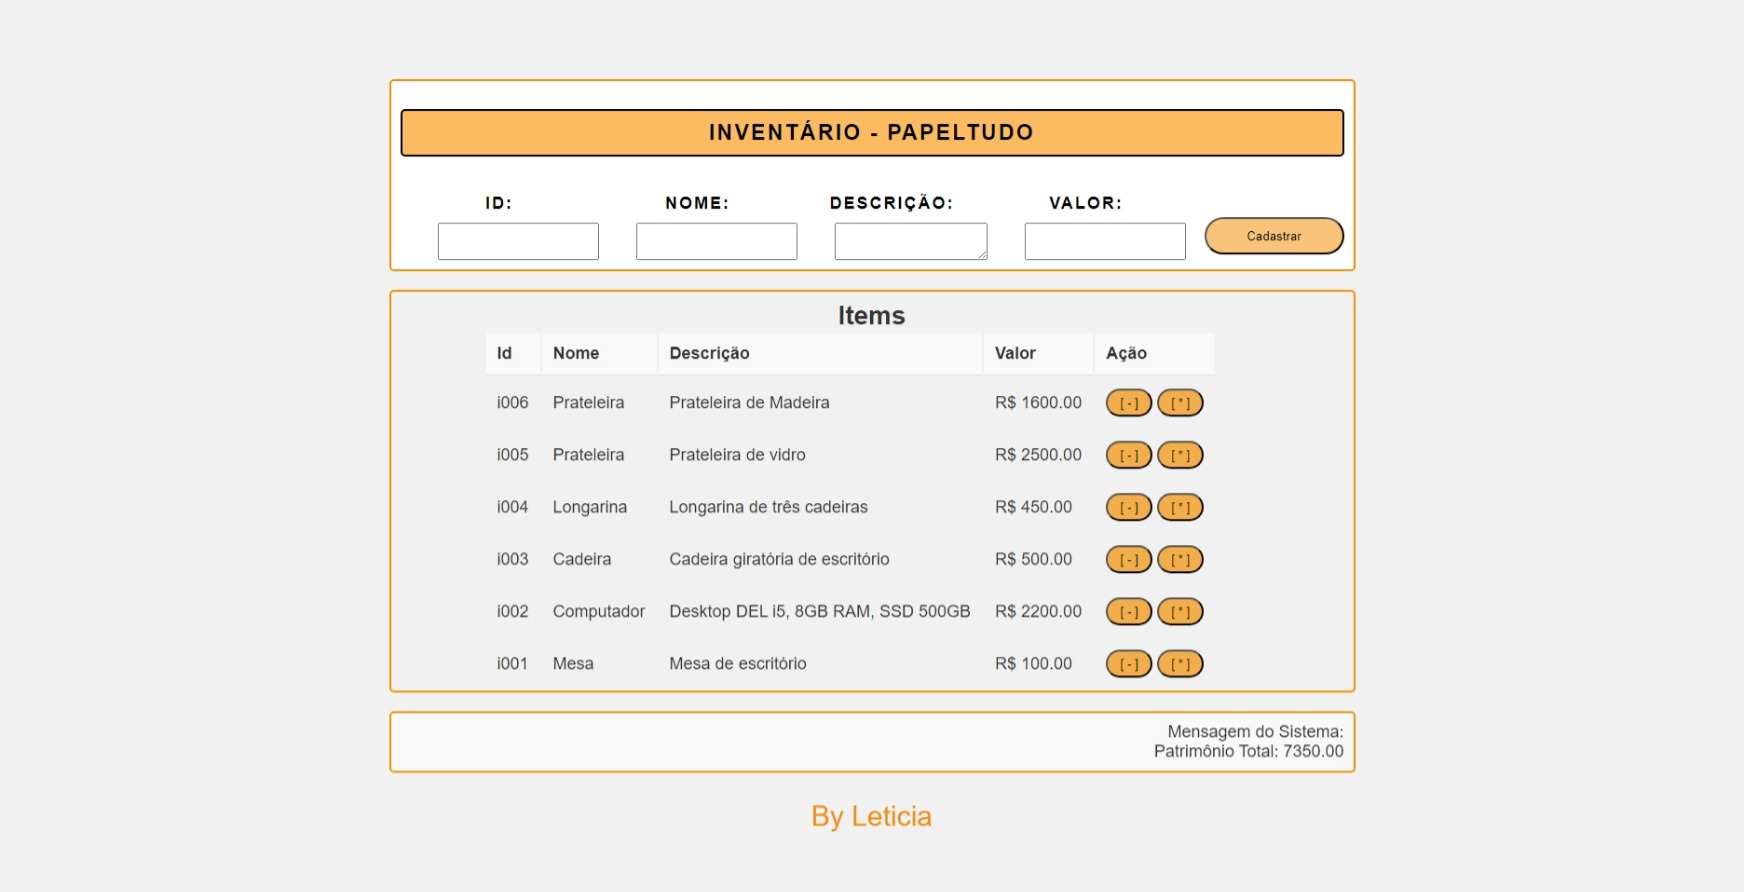 INVENTÁRIO - PAPELTUDO
ID: NOME: DESCRIÇÃO: VALOR:
Cadastrar
Items
Id Nome Descrição Valor Ação
i006 Prateleira Prateleira de Madeira R$ 1600.00 [ - ] [ * ]
i005 Prateleira Prateleira de vidro R$ 2500.00 [ - ] [ * ]
i004 Longarina Longarina de três cadeiras R$ 450.00 [ - ] [ * ]
i003 Cadeira Cadeira giratória de escritório R$ 500.00 [ - ] [ * ]
i002 Computador Desktop DEL i5, 8GB RAM, SSD 500GB R$ 2200.00 [ - ] [ * ]
i001 Mesa Mesa de escritório R$ 100.00 [ - ] [ * ]
Mensagem do Sistema:
Patrimônio Total: 7350.00
By Leticia